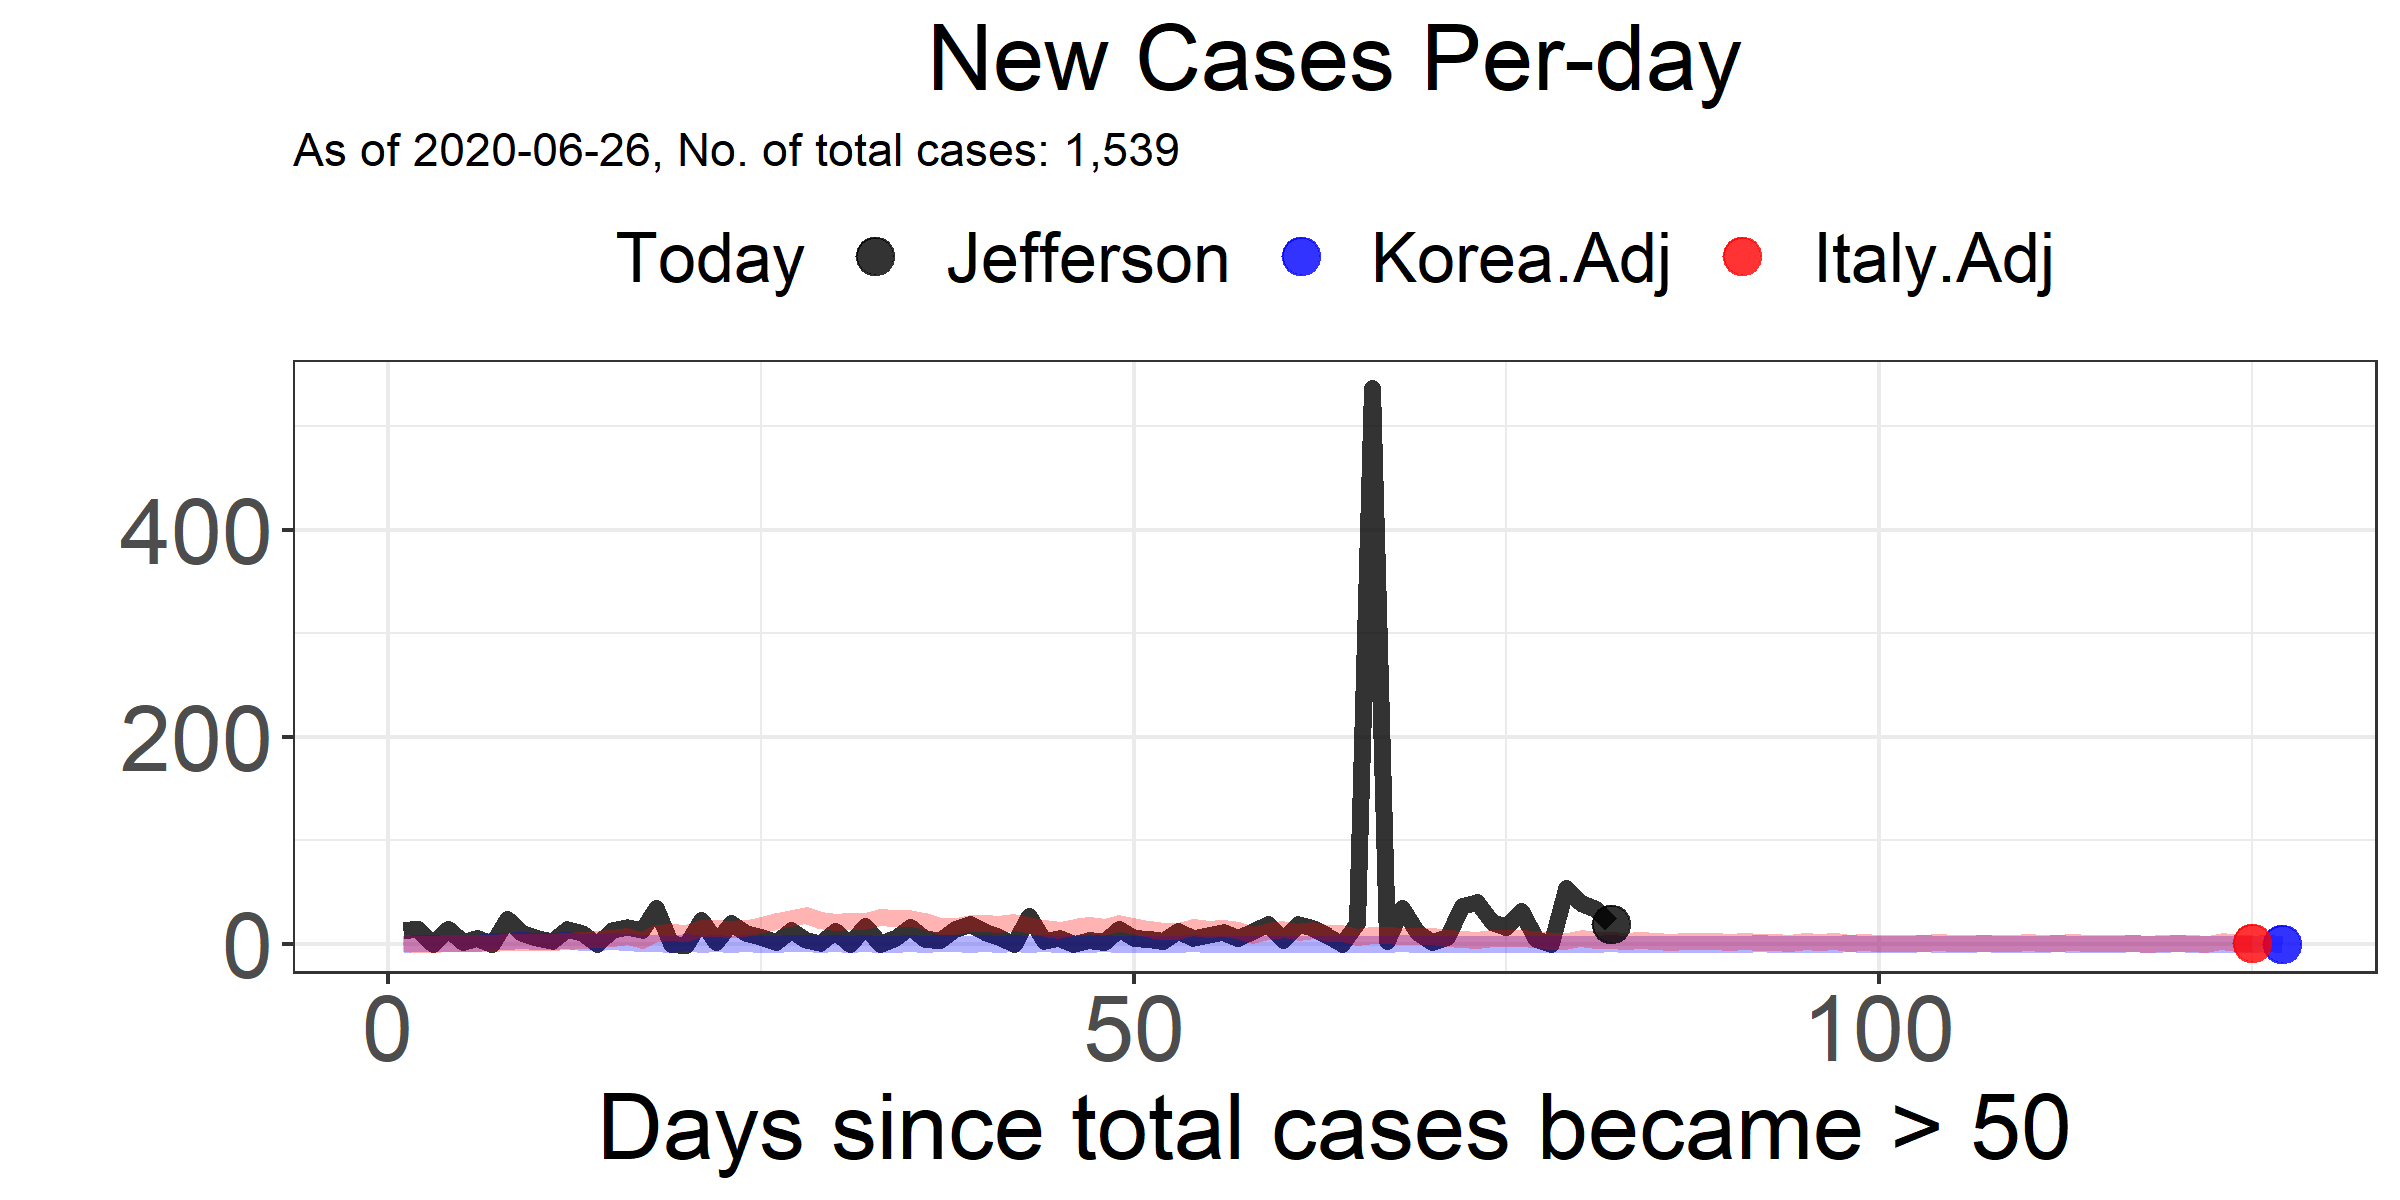 New Cases Per-day
As of 2020-06-26, No. of total cases: 1,539
Today Jefferson Korea.Adj Italy.Adj
400
200
0
0 50 100
Days since total cases became > 50